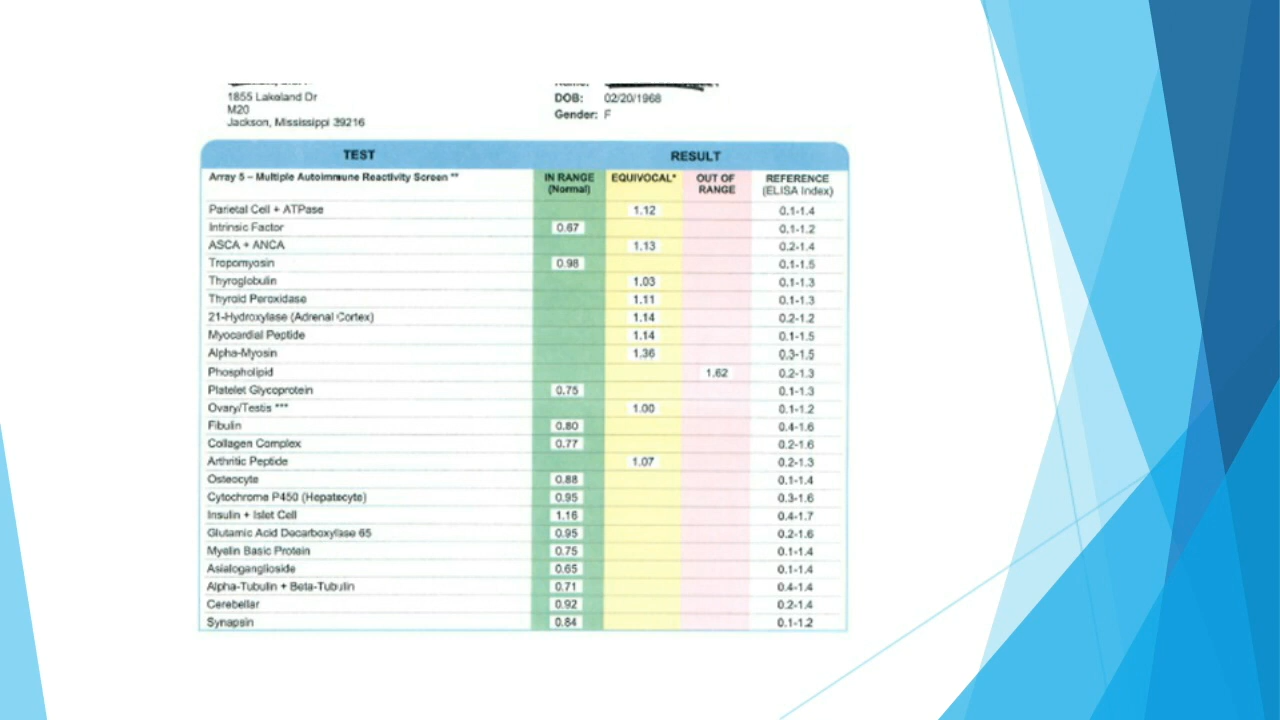 1855 Lakeland Dr
M20
Jackson, Mississippi 39216
DOB: 02/20/1968
Gender: F
TEST RESULT
Array 5 – Multiple Autoimmune Reactivity Screen ** IN RANGE (Normal) EQUIVOCAL* OUT OF RANGE REFERENCE (ELISA Index)
Parietal Cell + ATPase 1.12 0.1-1.4
Intrinsic Factor 0.67 0.1-1.2
ASCA + ANCA 1.13 0.2-1.4
Tropomyosin 0.98 0.1-1.5
Thyroglobulin 1.03 0.1-1.3
Thyroid Peroxidase 1.11 0.1-1.3
21-Hydroxylase (Adrenal Cortex) 1.14 0.2-1.2
Myocardial Peptide 1.14 0.1-1.5
Alpha-Myosin 1.36 0.3-1.5
Phospholipid 1.62 0.2-1.3
Platelet Glycoprotein 0.75 0.1-1.3
Ovary/Testis *** 1.00 0.1-1.2
Fibulin 0.80 0.4-1.6
Collagen Complex 0.77 0.2-1.6
Arthritic Peptide 1.07 0.2-1.3
Osteocyte 0.88 0.1-1.4
Cytochrome P450 (Hepatocyte) 0.95 0.3-1.6
Insulin + Islet Cell 1.16 0.4-1.7
Glutamic Acid Decarboxylase 65 0.95 0.2-1.6
Myelin Basic Protein 0.75 0.1-1.4
Asialoganglioside 0.65 0.1-1.4
Alpha-Tubulin + Beta-Tubulin 0.71 0.4-1.4
Cerebellar 0.92 0.2-1.4
Synapsin 0.84 0.1-1.2